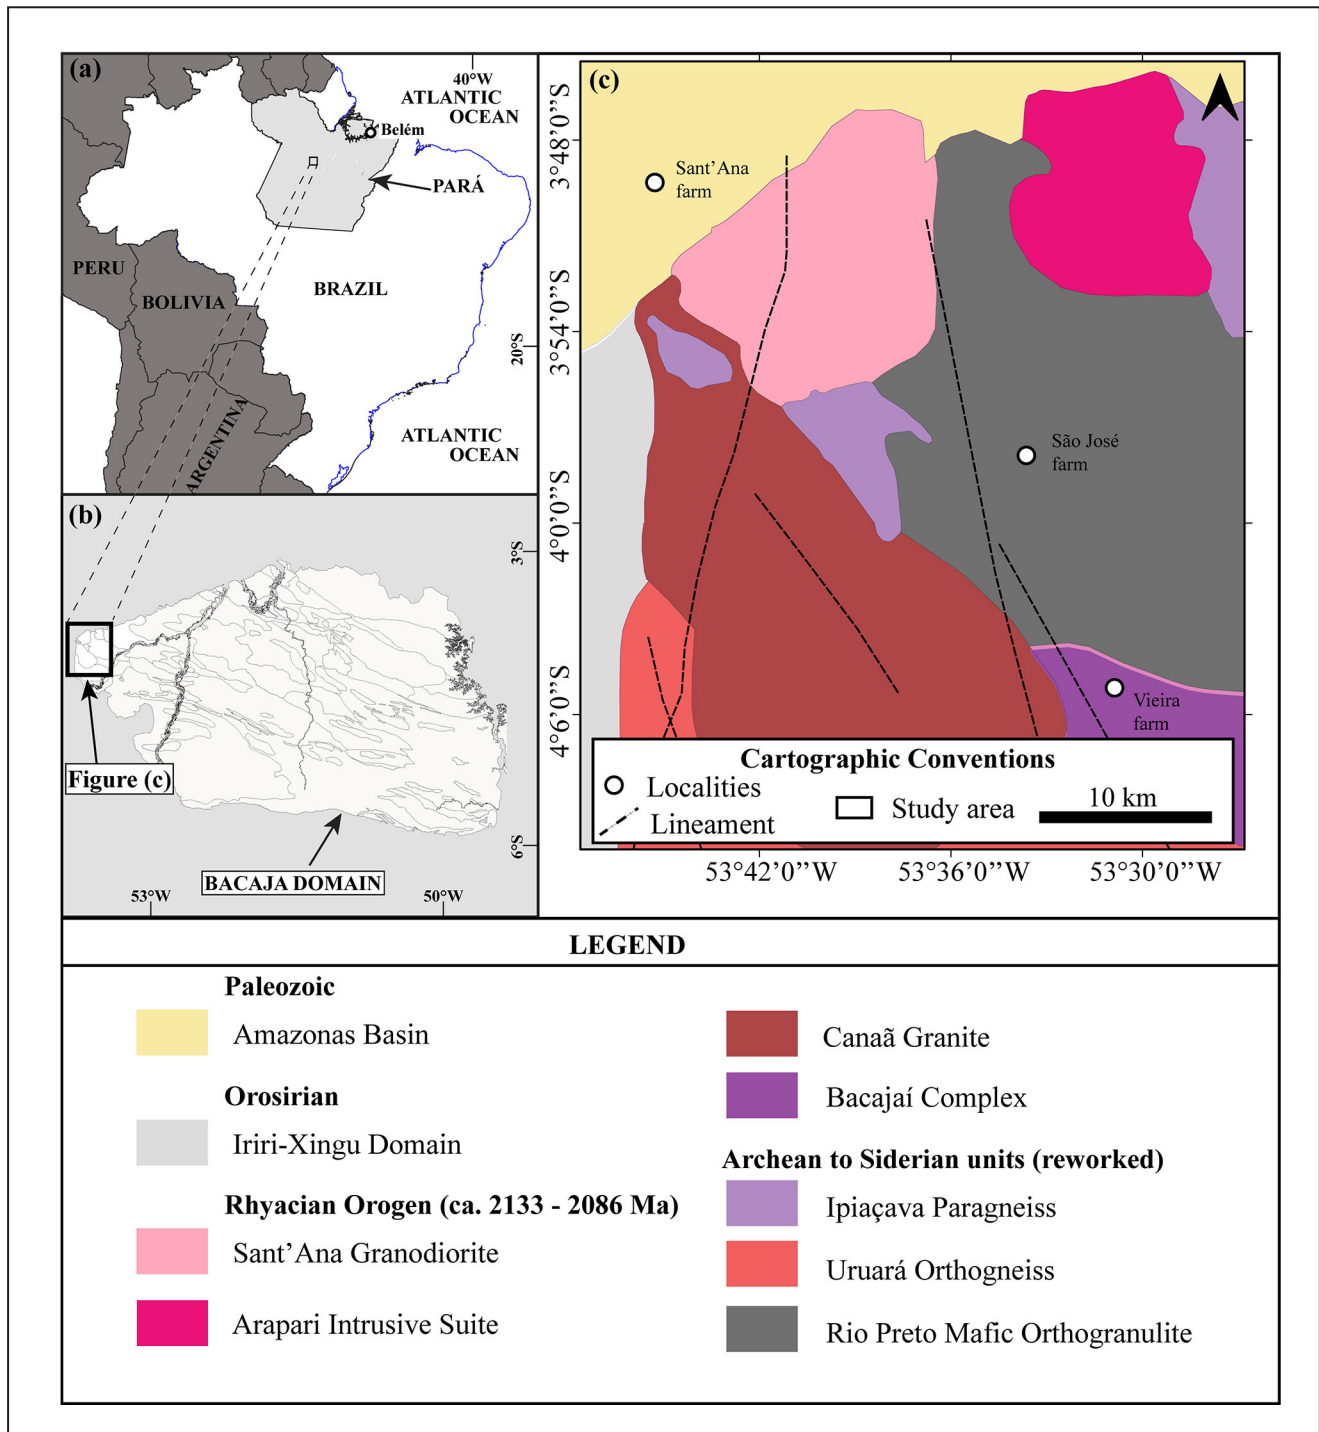 (a)
40°W
ATLANTIC
OCEAN
Belém
PARÁ
PERU
BOLIVIA
BRAZIL
20°S
ARGENTINA
ATLANTIC
OCEAN
(b)
3°S
Figure (c)
6°S
BACAJA DOMAIN
53°W
50°W
(c)
3°48'0''S
Sant'Ana
farm
3°54'0''S
São José
farm
4°0'0''S
4°6'0''S
Vieira
farm
Cartographic Conventions
Localities
Lineament
Study area
10 km
53°42'0''W
53°36'0''W
53°30'0''W
LEGEND
Paleozoic
Amazonas Basin
Orosirian
Iriri-Xingu Domain
Rhyacian Orogen (ca. 2133 - 2086 Ma)
Sant'Ana Granodiorite
Arapari Intrusive Suite
Canaã Granite
Bacajaí Complex
Archean to Siderian units (reworked)
Ipiaçava Paragneiss
Uruará Orthogneiss
Rio Preto Mafic Orthogranulite